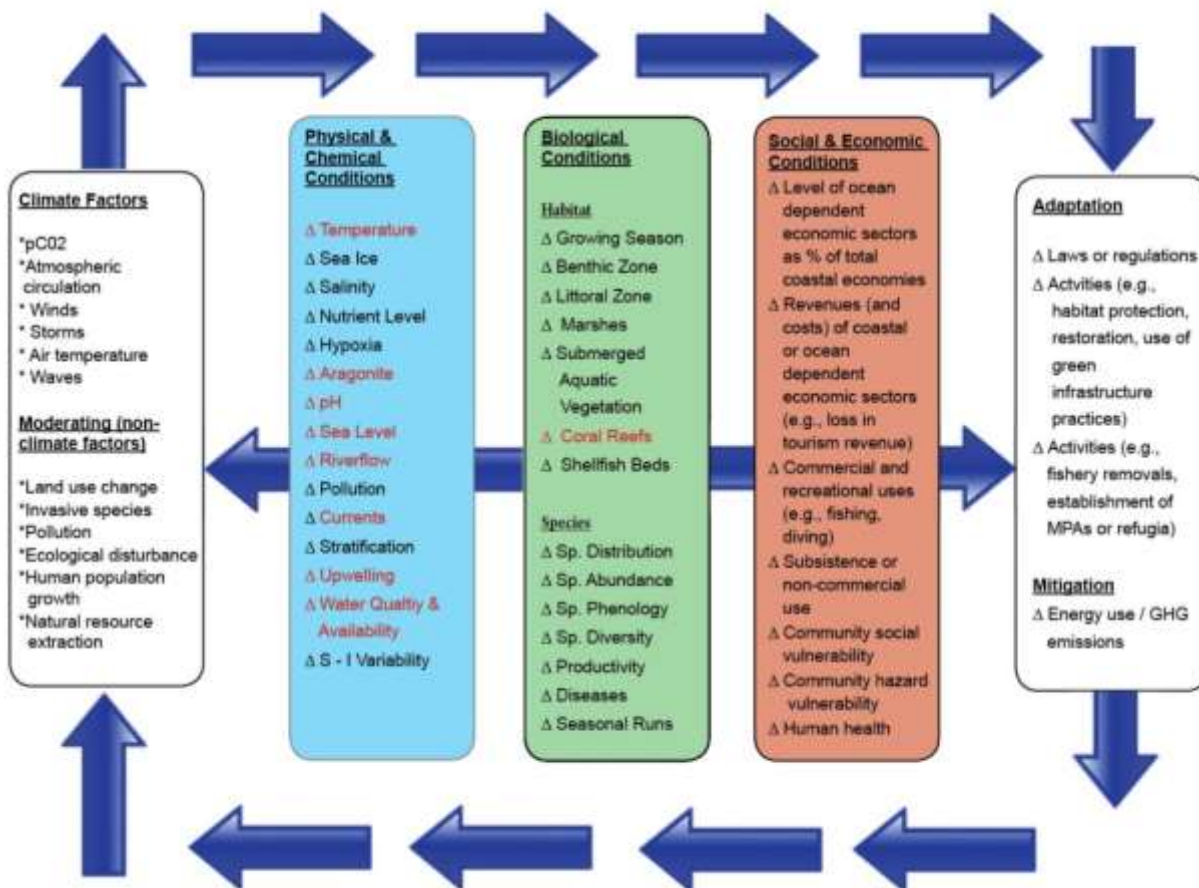 Climate Factors
*pC02
*Atmospheric
circulation
* Winds
* Storms
* Air temperature
* Waves
Moderating (non-
climate factors)
*Land use change
*Invasive species
*Pollution
*Ecological disturbance
*Human population
growth
*Natural resource
extraction
Physical &
Chemical
Conditions
Δ Temperature
Δ Sea Ice
Δ Salinity
Δ Nutrient Level
Δ Hypoxia
Δ Aragonite
Δ pH
Δ Sea Level
Δ Riverflow
Δ Pollution
Δ Currents
Δ Stratification
Δ Upwelling
Δ Water Qualtiy &
Availability
Δ S - I Variability
Biological
Conditions
Habitat
Δ Growing Season
Δ Benthic Zone
Δ Littoral Zone
Δ Marshes
Δ Submerged
Aquatic
Vegetation
Δ Coral Reefs
Δ Shellfish Beds
Species
Δ Sp. Distribution
Δ Sp. Abundance
Δ Sp. Phenology
Δ Sp. Diversity
Δ Productivity
Δ Diseases
Δ Seasonal Runs
Social & Economic
Conditions
Δ Level of ocean
dependent
economic sectors
as % of total
coastal economies
Δ Revenues (and
costs) of coastal
or ocean
dependent
economic sectors
(e.g., loss in
tourism revenue)
Δ Commercial and
recreational uses
(e.g., fishing,
diving)
Δ Subsistence or
non-commercial
use
Δ Community social
vulnerability
Δ Community hazard
vulnerability
Δ Human health
Adaptation
Δ Laws or regulations
Δ Actvities (e.g.,
habitat protection,
restoration, use of
green
infrastructure
practices)
Δ Activities (e.g.,
fishery removals,
establishment of
MPAs or refugia)
Mitigation
Δ Energy use / GHG
emissions